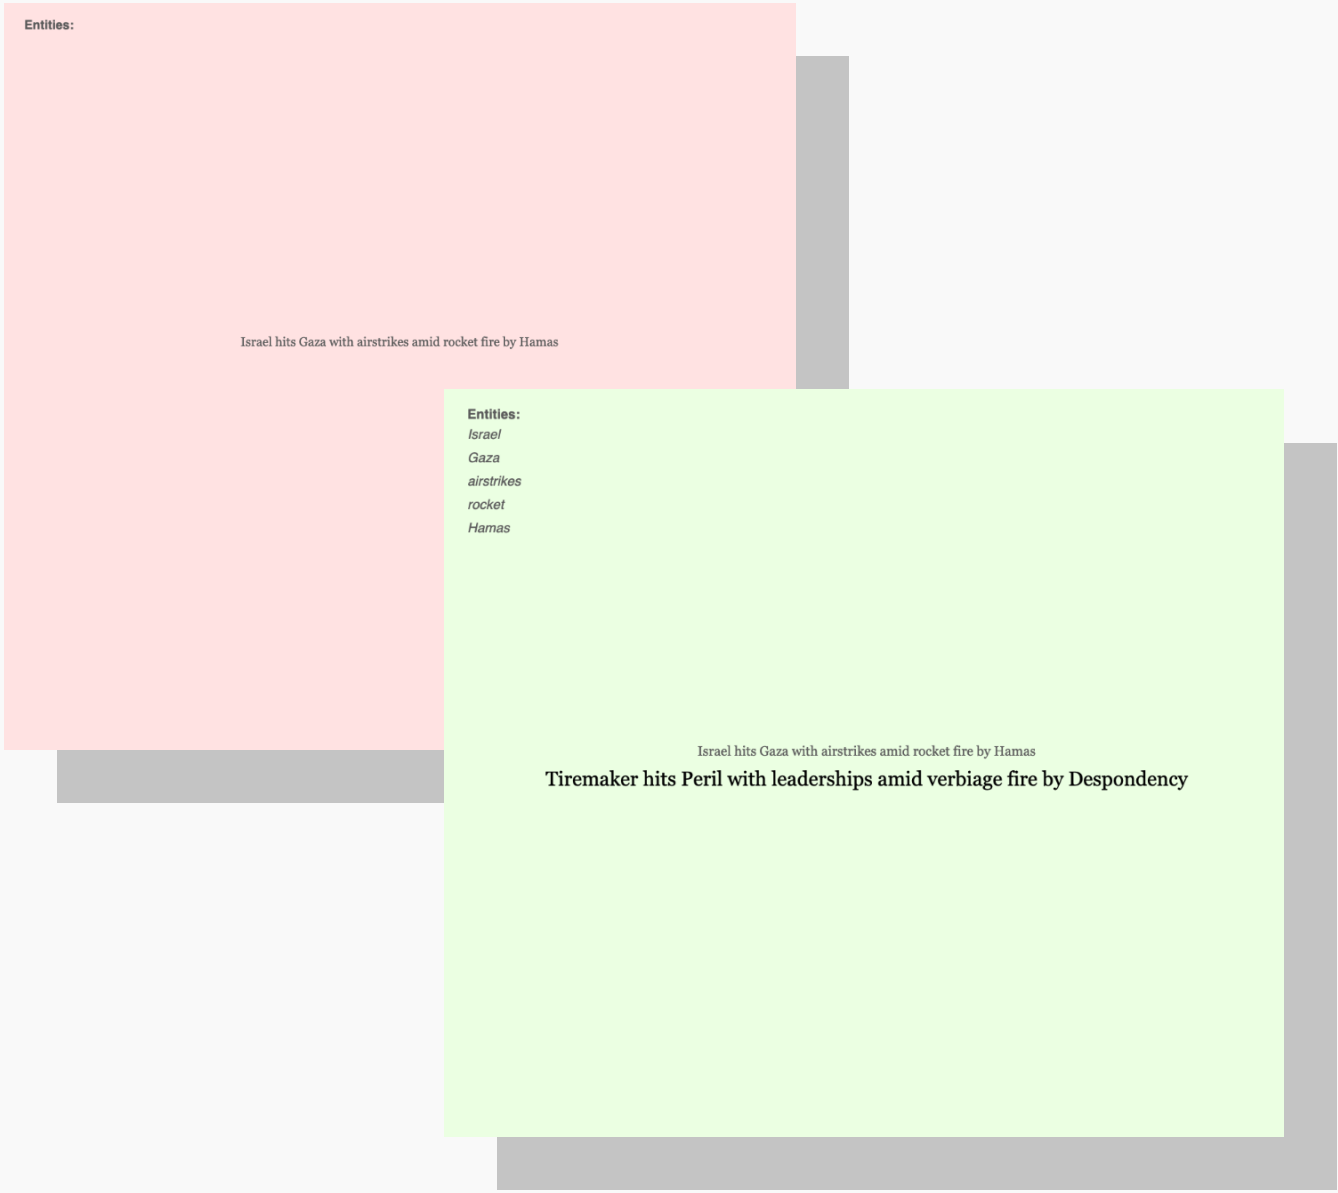 Entities:
Israel hits Gaza with airstrikes amid rocket fire by Hamas
Entities:
Israel
Gaza
airstrikes
rocket
Hamas
Israel hits Gaza with airstrikes amid rocket fire by Hamas
Tiremaker hits Peril with leaderships amid verbiage fire by Despondency